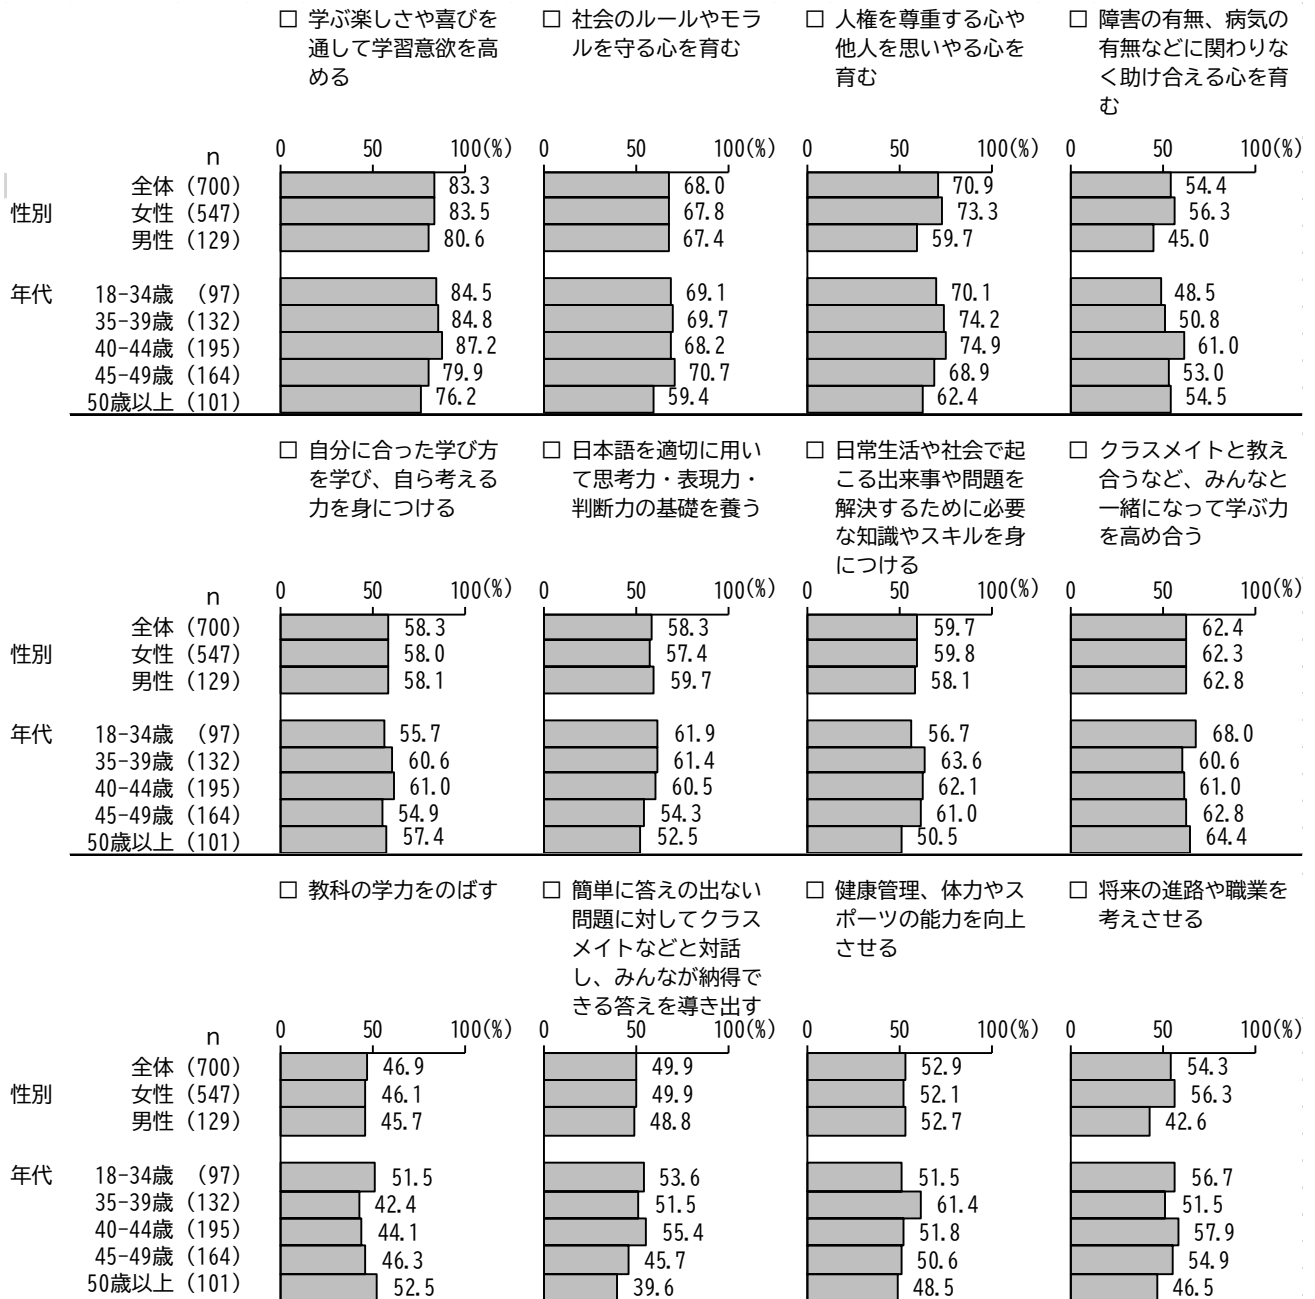 □ 学ぶ楽しさや喜びを通して学習意欲を高める
□ 社会のルールやモラルを守る心を育む
□ 人権を尊重する心や他人を思いやる心を育む
□ 障害の有無、病気の有無などに関わりなく助け合える心を育む
n 0 50 100(%) 0 50 100(%) 0 50 100(%) 0 50 100(%)
全体 (700) 83.3 68.0 70.9 54.4
性別 女性 (547) 83.5 67.8 73.3 56.3
男性 (129) 80.6 67.4 59.7 45.0
年代 18-34歳 (97) 84.5 69.1 70.1 48.5
35-39歳 (132) 84.8 69.7 74.2 50.8
40-44歳 (195) 87.2 68.2 74.9 61.0
45-49歳 (164) 79.9 70.7 68.9 53.0
50歳以上 (101) 76.2 59.4 62.4 54.5
□ 自分に合った学び方を学び、自ら考える力を身につける
□ 日本語を適切に用いて思考力・表現力・判断力の基礎を養う
□ 日常生活や社会で起こる出来事や問題を解決するために必要な知識やスキルを身につける
□ クラスメイトと教え合うなど、みんなと一緒になって学ぶ力を高め合う
n 0 50 100(%) 0 50 100(%) 0 50 100(%) 0 50 100(%)
全体 (700) 58.3 58.3 59.7 62.4
性別 女性 (547) 58.0 57.4 59.8 62.3
男性 (129) 58.1 59.7 58.1 62.8
年代 18-34歳 (97) 55.7 61.9 56.7 68.0
35-39歳 (132) 60.6 61.4 63.6 60.6
40-44歳 (195) 61.0 60.5 62.1 61.0
45-49歳 (164) 54.9 54.3 61.0 62.8
50歳以上 (101) 57.4 52.5 50.5 64.4
□ 教科の学力をのばす
□ 簡単に答えの出ない問題に対してクラスメイトなどと対話し、みんなが納得できる答えを導き出す
□ 健康管理、体力やスポーツの能力を向上させる
□ 将来の進路や職業を考えさせる
n 0 50 100(%) 0 50 100(%) 0 50 100(%) 0 50 100(%)
全体 (700) 46.9 49.9 52.9 54.3
性別 女性 (547) 46.1 49.9 52.1 56.3
男性 (129) 45.7 48.8 52.7 42.6
年代 18-34歳 (97) 51.5 53.6 51.5 56.7
35-39歳 (132) 42.4 51.5 61.4 51.5
40-44歳 (195) 44.1 55.4 51.8 57.9
45-49歳 (164) 46.3 45.7 50.6 54.9
50歳以上 (101) 52.5 39.6 48.5 46.5